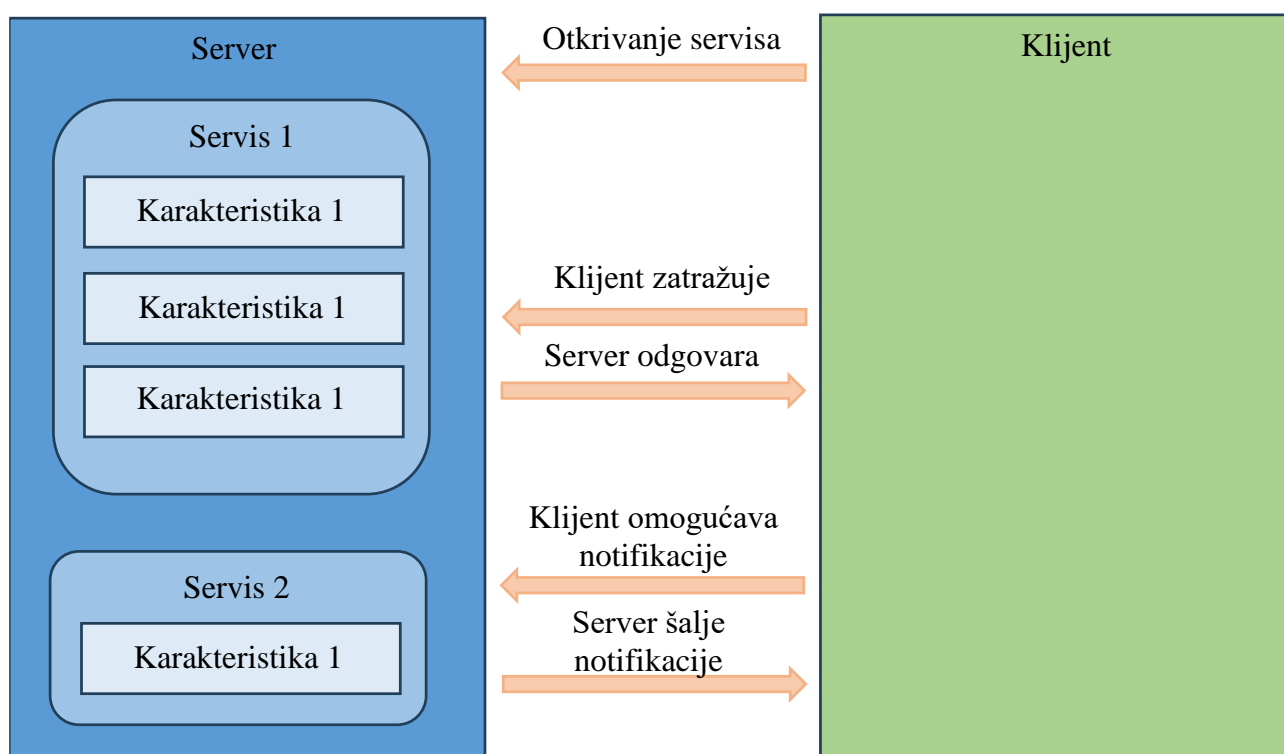 Server
Servis 1
Karakteristika 1
Karakteristika 1
Karakteristika 1
Servis 2
Karakteristika 1
Otkrivanje servisa
Klijent zatražuje
Server odgovara
Klijent omogućava
notifikacije
Server šalje
notifikacije
Klijent